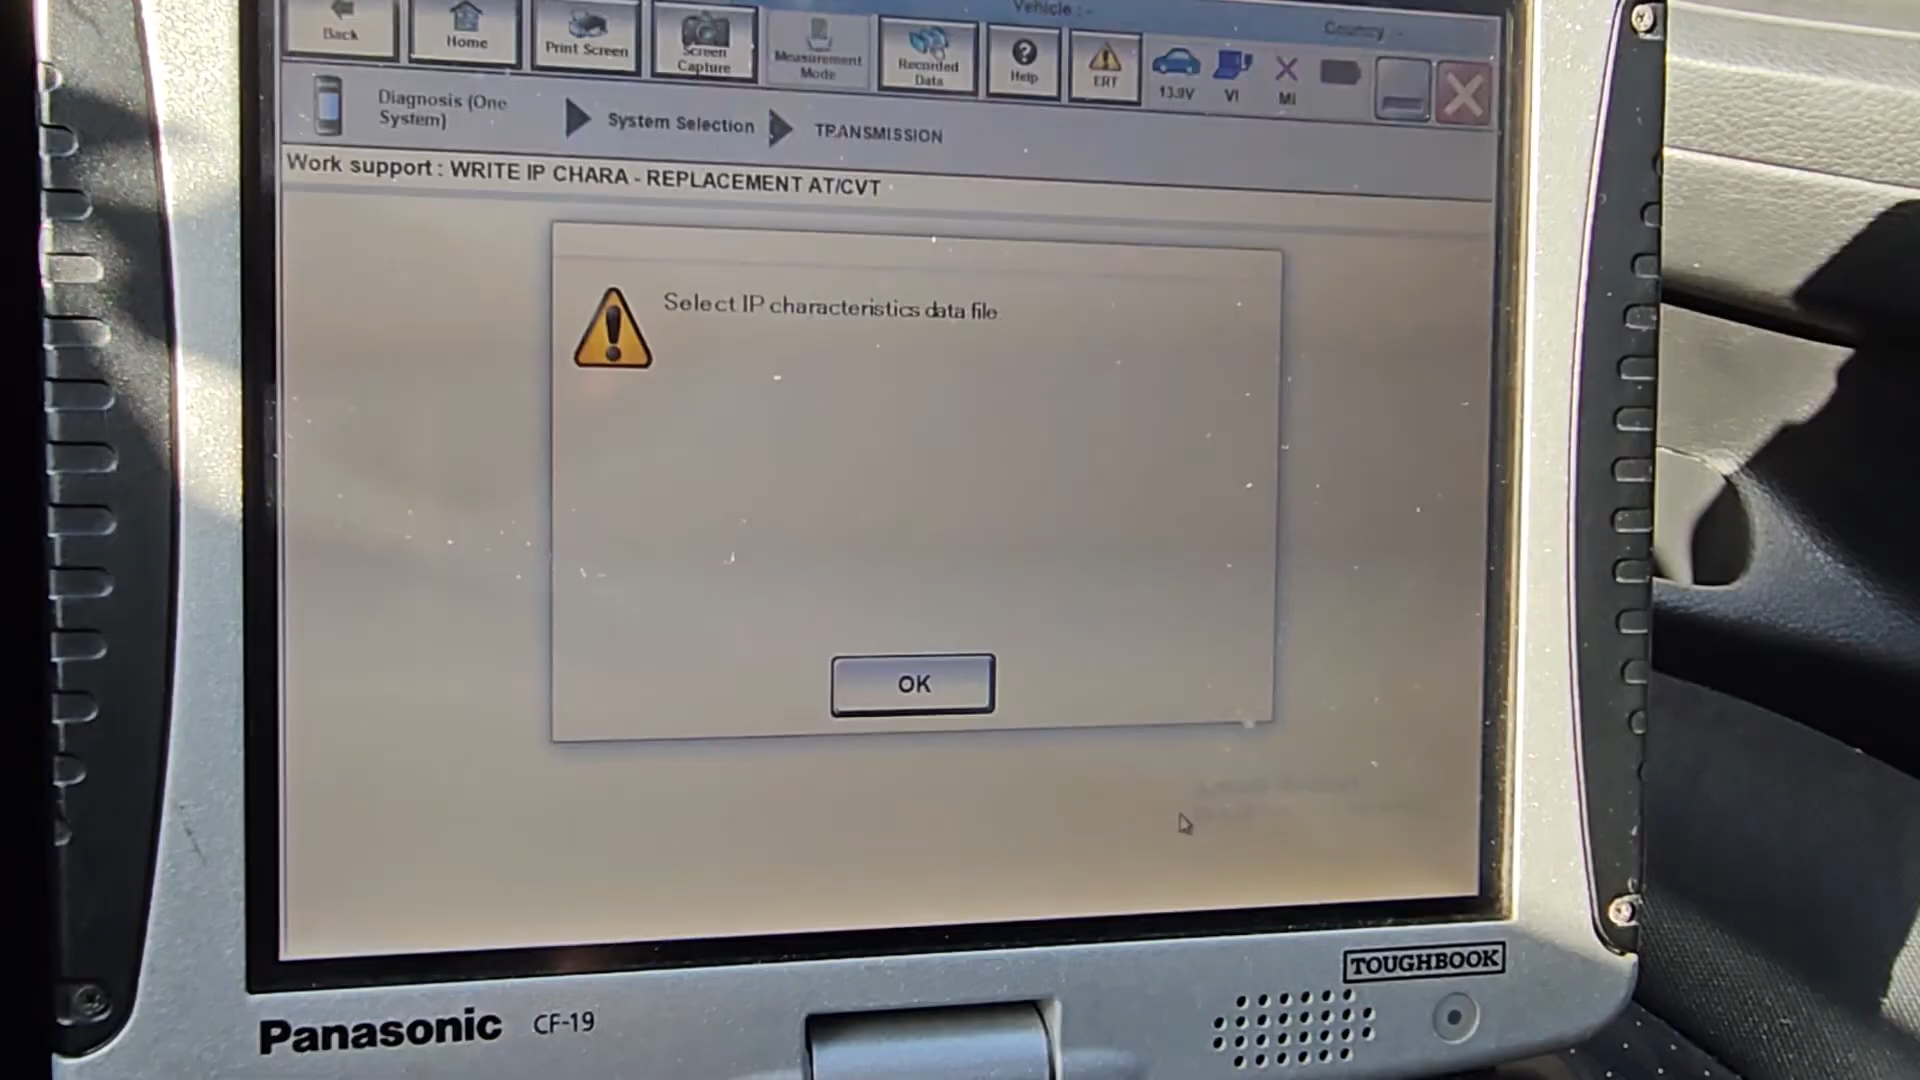 Vehicle : -
Country : -
Back
Home
Print Screen
Screen
Capture
Measurement
Mode
Recorded
Data
Help
ERT
13.9V
VI
MI
Diagnosis (One
System)
System Selection
TRANSMISSION
Work support : WRITE IP CHARA - REPLACEMENT AT/CVT
Select IP characteristics data file
OK
TOUGHBOOK
Panasonic CF-19